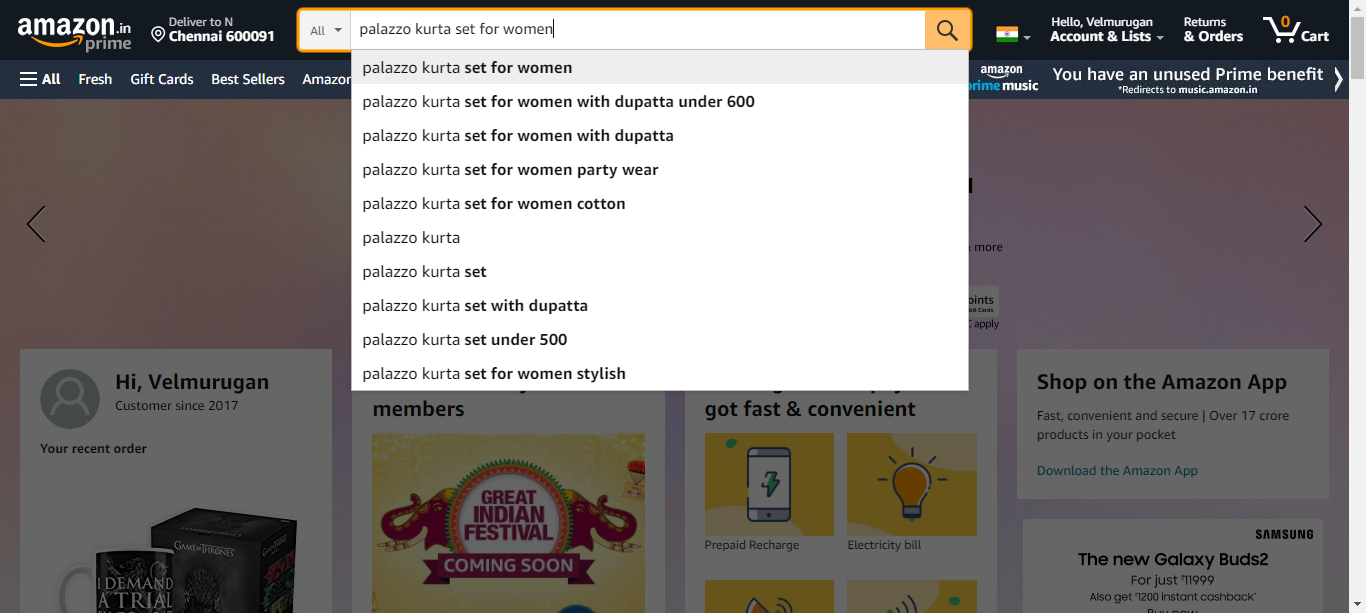 amazon.in
prime
Deliver to N
Chennai 600091
All
palazzo kurta set for women
Hello, Velmurugan
Account & Lists
Returns
& Orders
0
Cart
All
Fresh
Gift Cards
Best Sellers
Amazon
amazon
prime music
You have an unused Prime benefit
*Redirects to music.amazon.in
palazzo kurta set for women
palazzo kurta set for women with dupatta under 600
palazzo kurta set for women with dupatta
palazzo kurta set for women party wear
palazzo kurta set for women cotton
palazzo kurta
palazzo kurta set
palazzo kurta set with dupatta
palazzo kurta set under 500
palazzo kurta set for women stylish
more
apply
Hi, Velmurugan
Customer since 2017
Your recent order
GAME OF THRONES
I DEMAND
A TRIAL
members
GREAT
INDIAN
FESTIVAL
COMING SOON
got fast & convenient
Prepaid Recharge
Electricity bill
Shop on the Amazon App
Fast, convenient and secure | Over 17 crore
products in your pocket
Download the Amazon App
SAMSUNG
The new Galaxy Buds2
For just ₹11999
Also get ₹1200 instant cashback*